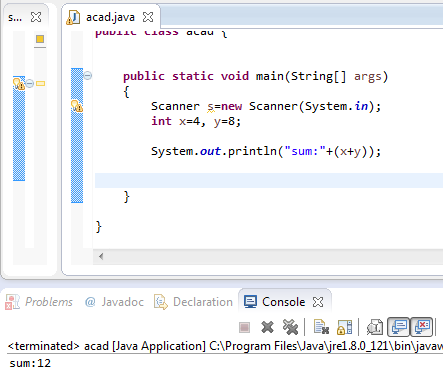 s...
acad.java
public class acad {
public static void main(String[] args)
{
Scanner s=new Scanner(System.in);
int x=4, y=8;
System.out.println("sum:"+(x+y));
}
}
Problems @ Javadoc Declaration Console
<terminated> acad [Java Application] C:\Program Files\Java\jre1.8.0_121\bin\javaw
sum:12